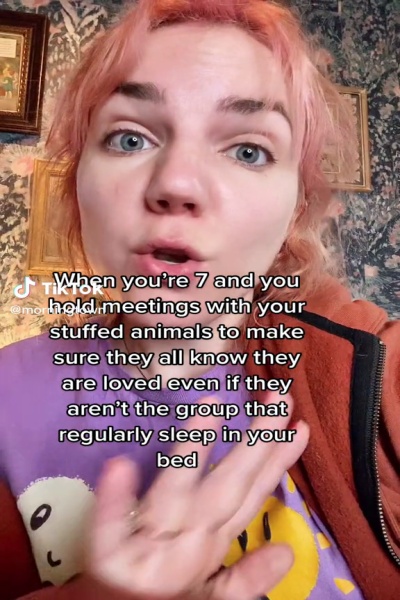 When you're 7 and you
TikTok
hold meetings with your
@morningtown
stuffed animals to make
sure they all know they
are loved even if they
aren't the group that
regularly sleep in your
bed